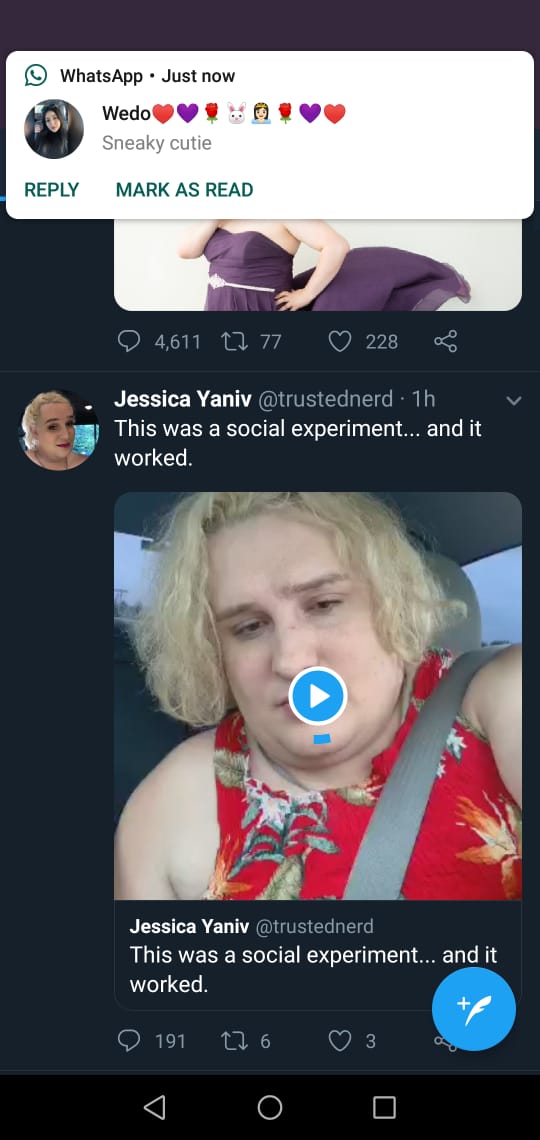 WhatsApp • Just now
Wedo❤️💜🌹🐰👸🏻🌹💜❤️
Sneaky cutie
REPLY MARK AS READ
4,611 77 228
Jessica Yaniv @trustednerd · 1h
This was a social experiment... and it
worked.
Jessica Yaniv @trustednerd
This was a social experiment... and it
worked.
191 6 3